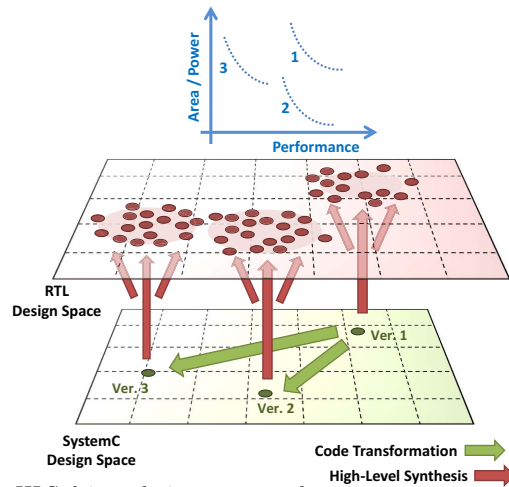 Area / Power
1
3
2
Performance
RTL
Design Space
Ver. 1
Ver. 3
Ver. 2
SystemC
Design Space
Code Transformation
High-Level Synthesis